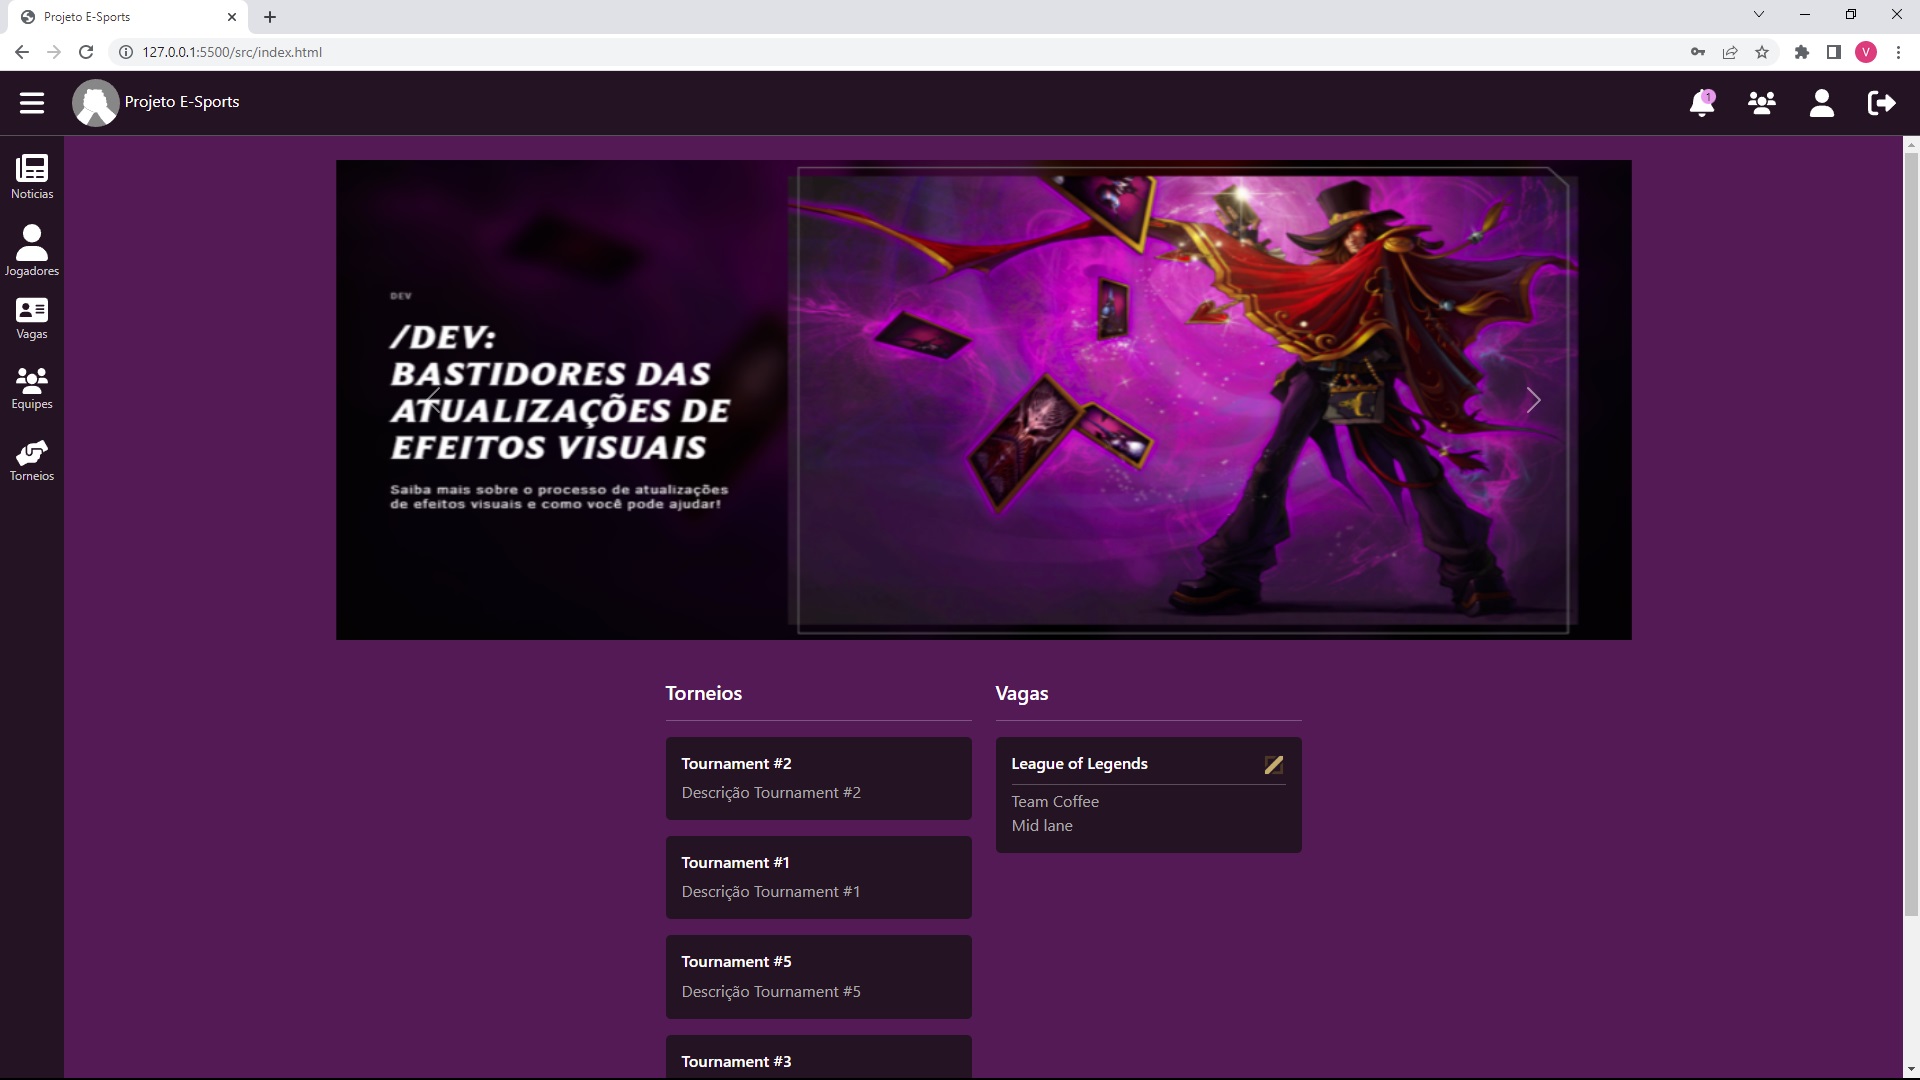 Projeto E-Sports
127.0.0.1:5500/src/index.html
V
Projeto E-Sports
1
Noticias
Jogadores
Vagas
Equipes
Torneios
DEV
/DEV:
BASTIDORES DAS
ATUALIZAÇÕES DE
EFEITOS VISUAIS
Saiba mais sobre o processo de atualizações
de efeitos visuais e como você pode ajudar!
Torneios
Tournament #2
Descrição Tournament #2
Tournament #1
Descrição Tournament #1
Tournament #5
Descrição Tournament #5
Tournament #3
Vagas
League of Legends
Team Coffee
Mid lane